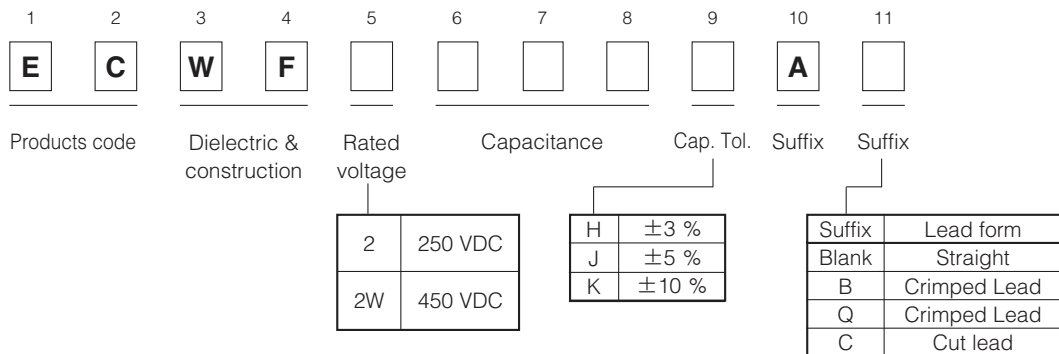 1 2 3 4 5 6 7 8 9 10 11
E C W F A
Products code
Dielectric &
construction
Rated
voltage
Capacitance
Cap. Tol.
Suffix
Suffix
2 250 VDC
2W 450 VDC
H ±3 %
J ±5 %
K ±10 %
Suffix Lead form
Blank Straight
B Crimped Lead
Q Crimped Lead
C Cut lead